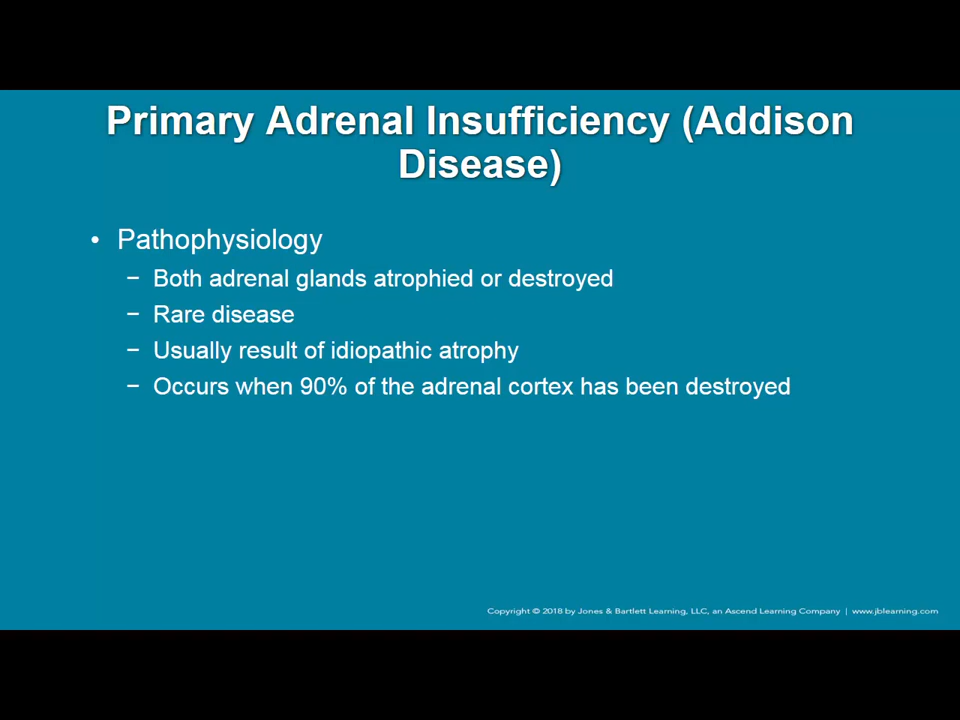 Primary Adrenal Insufficiency (Addison
Disease)
• Pathophysiology
– Both adrenal glands atrophied or destroyed
– Rare disease
– Usually result of idiopathic atrophy
– Occurs when 90% of the adrenal cortex has been destroyed
Copyright © 2018 by Jones & Bartlett Learning, LLC, an Ascend Learning Company | www.jblearning.com